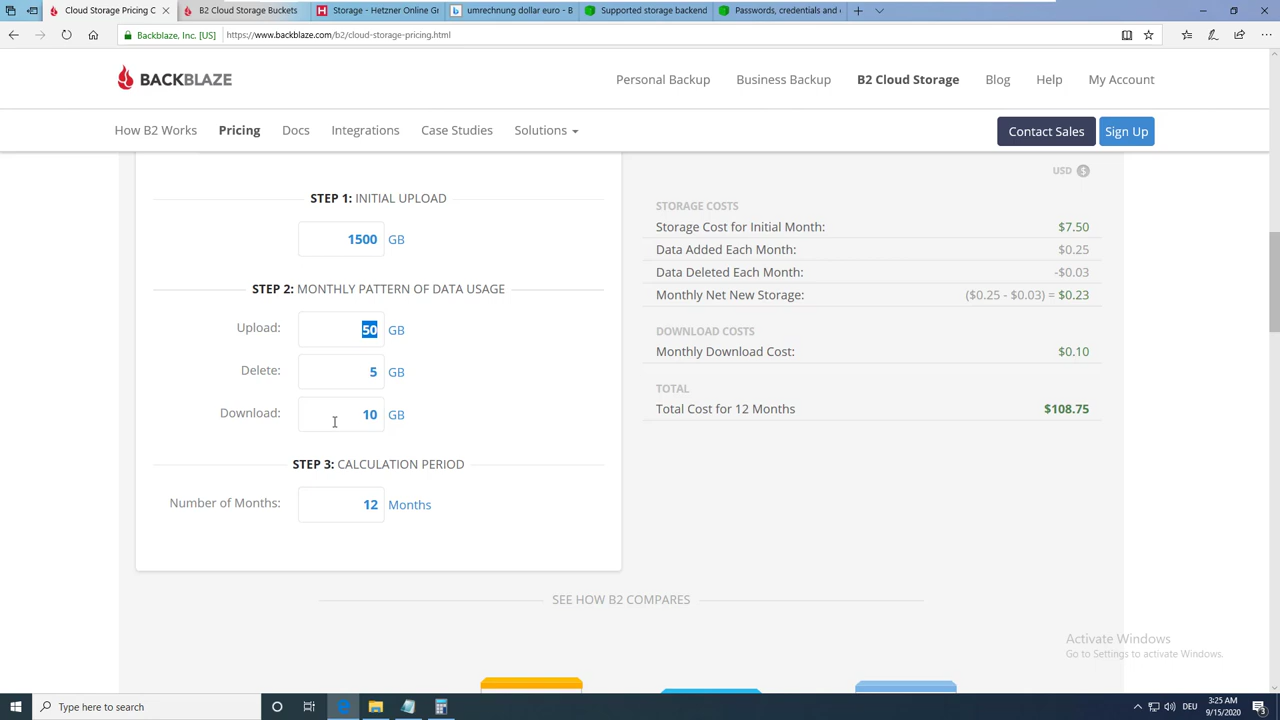 Cloud Storage Pricing C
B2 Cloud Storage Buckets
Storage - Hetzner Online Gr
umrechnung dollar euro - B
Supported storage backend
Passwords, credentials and
Backblaze, Inc. [US]
https://www.backblaze.com/b2/cloud-storage-pricing.html
BACKBLAZE
Personal Backup
Business Backup
B2 Cloud Storage
Blog
Help
My Account
How B2 Works
Pricing
Docs
Integrations
Case Studies
Solutions
Contact Sales
Sign Up
USD $
STEP 1: INITIAL UPLOAD
1500 GB
STEP 2: MONTHLY PATTERN OF DATA USAGE
Upload: 50 GB
Delete: 5 GB
Download: 10 GB
STEP 3: CALCULATION PERIOD
Number of Months: 12 Months
STORAGE COSTS
Storage Cost for Initial Month: $7.50
Data Added Each Month: $0.25
Data Deleted Each Month: -$0.03
Monthly Net New Storage: ($0.25 - $0.03) = $0.23
DOWNLOAD COSTS
Monthly Download Cost: $0.10
TOTAL
Total Cost for 12 Months $108.75
SEE HOW B2 COMPARES
Activate Windows
Go to Settings to activate Windows.
Type here to search
DEU
3:25 AM
9/15/2020
3